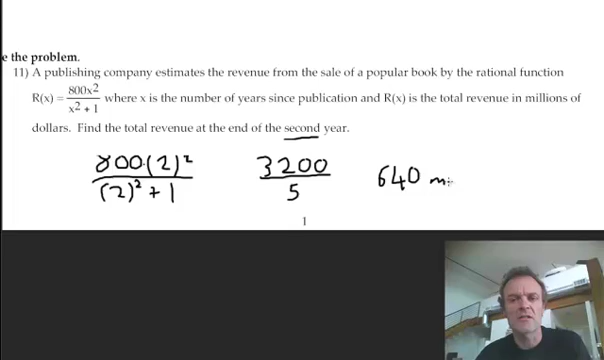 e the problem.
11) A publishing company estimates the revenue from the sale of a popular book by the rational function
R(x) = 800x² / x² + 1 where x is the number of years since publication and R(x) is the total revenue in millions of
dollars. Find the total revenue at the end of the second year.
800·(2)² / (2)² + 1 3200 / 5 640 mi
1